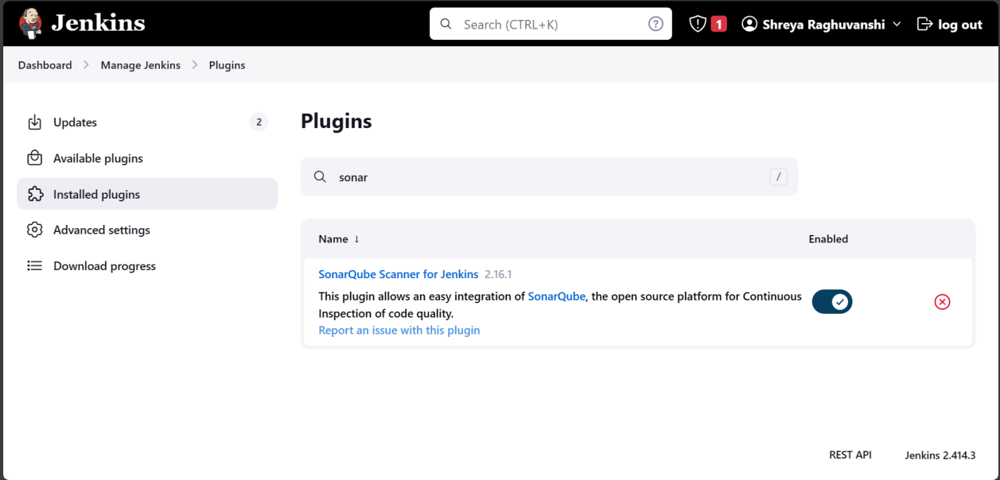 Jenkins
Search (CTRL+K)
?
1
Shreya Raghuvanshi
log out
Dashboard > Manage Jenkins > Plugins
Updates 2
Available plugins
Installed plugins
Advanced settings
Download progress
Plugins
sonar /
Name ↓ Enabled
SonarQube Scanner for Jenkins 2.16.1
This plugin allows an easy integration of SonarQube, the open source platform for Continuous
Inspection of code quality.
Report an issue with this plugin
REST API Jenkins 2.414.3